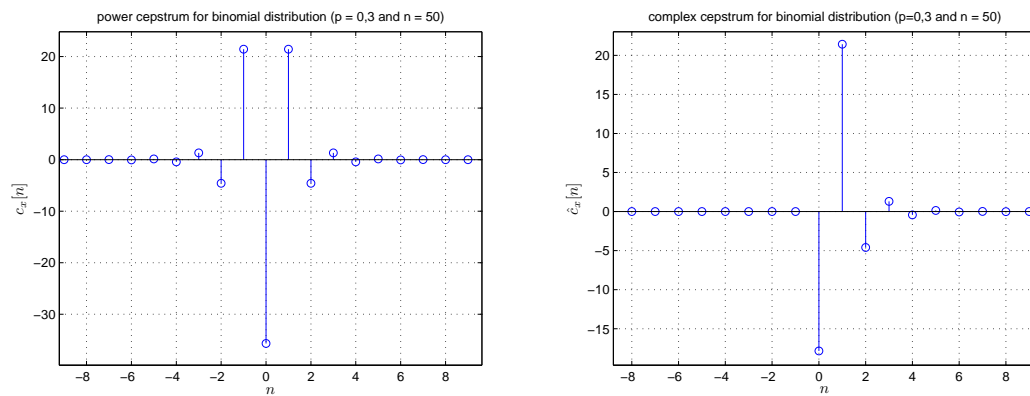 power cepstrum for binomial distribution (p = 0,3 and n = 50)
20
10
0
−10
−20
−30
c_x[n]
−8 −6 −4 −2 0 2 4 6 8
n
complex cepstrum for binomial distribution (p=0,3 and n = 50)
20
15
10
5
0
−5
−10
−15
ĉ_x[n]
−8 −6 −4 −2 0 2 4 6 8
n